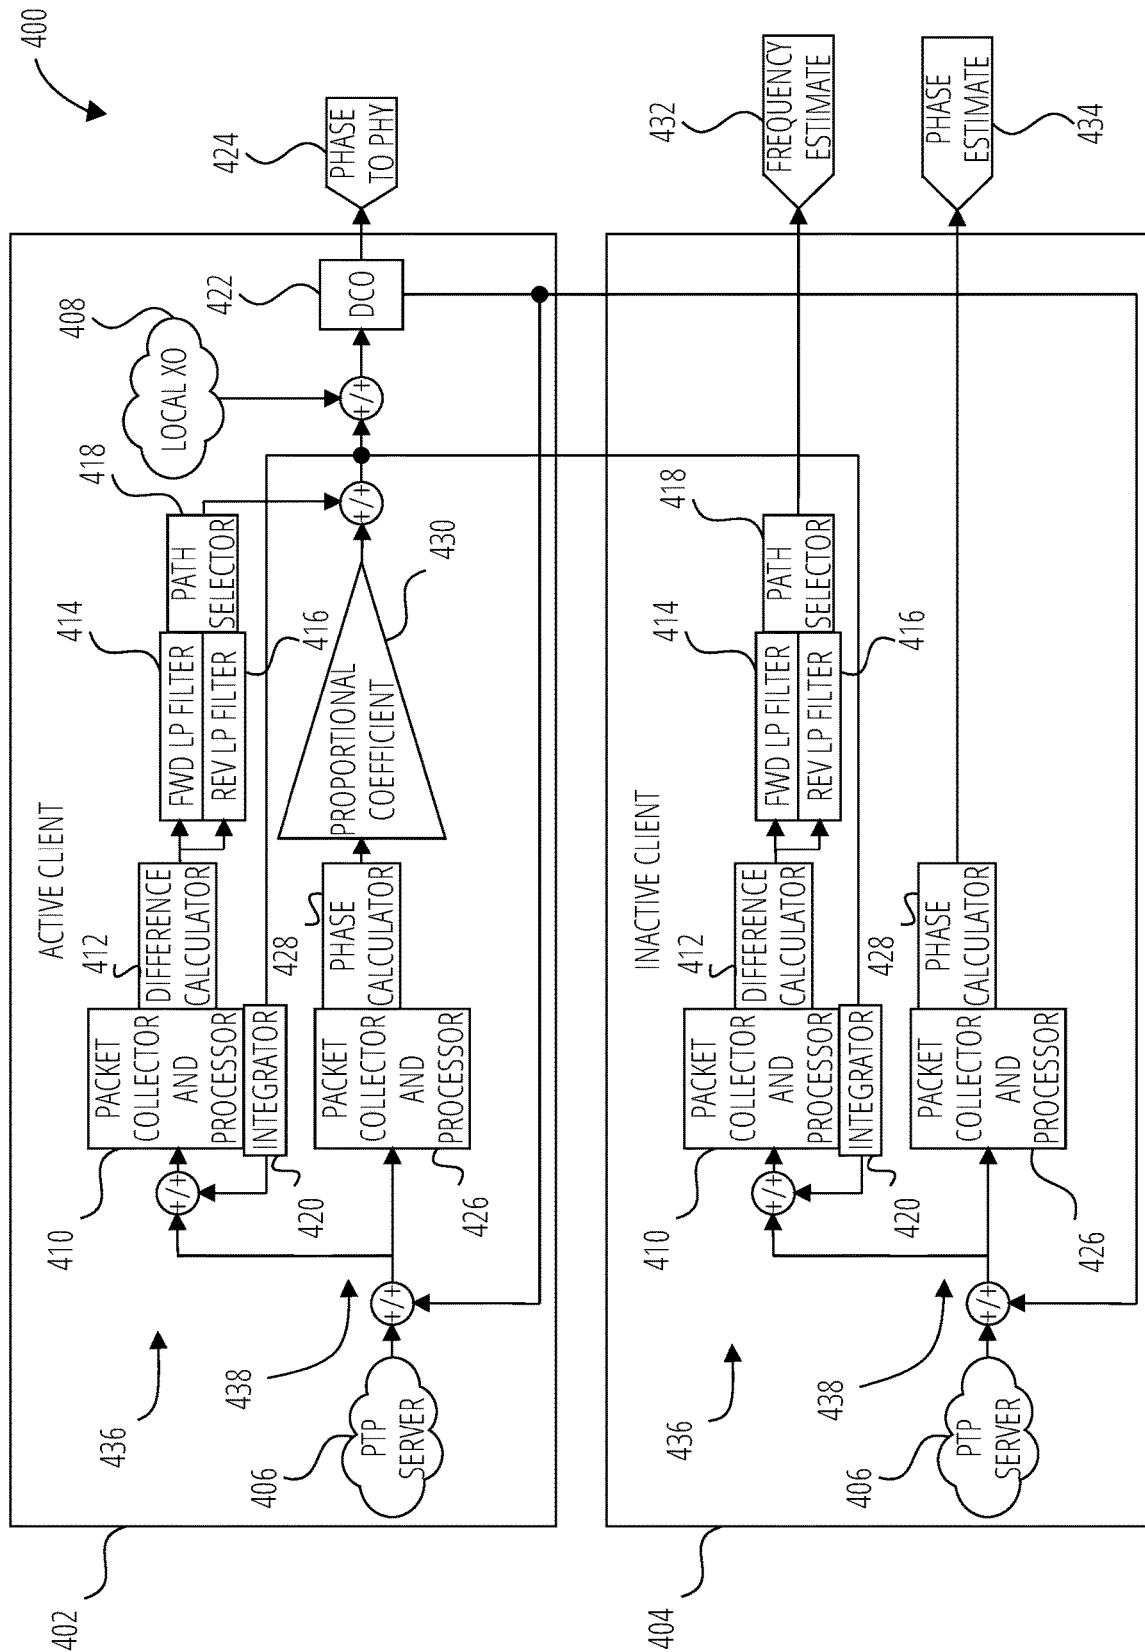 400
402
ACTIVE CLIENT
436
410
PACKET
COLLECTOR
AND
PROCESSOR
412
DIFFERENCE
CALCULATOR
414
FWD LP FILTER
REV LP FILTER
416
418
PATH
SELECTOR
408
LOCAL XO
422
DCO
424
PHASE
TO PHY
+/+
+/+
+/+
+/+
420
INTEGRATOR
438
406
PTP
SERVER
426
PACKET
COLLECTOR
AND
PROCESSOR
428
PHASE
CALCULATOR
PROPORTIONAL
COEFFICIENT
430
404
INACTIVE CLIENT
436
410
PACKET
COLLECTOR
AND
PROCESSOR
412
DIFFERENCE
CALCULATOR
414
FWD LP FILTER
REV LP FILTER
416
418
PATH
SELECTOR
432
FREQUENCY
ESTIMATE
+/+
+/+
420
INTEGRATOR
438
406
PTP
SERVER
426
PACKET
COLLECTOR
AND
PROCESSOR
428
PHASE
CALCULATOR
PHASE
ESTIMATE
434